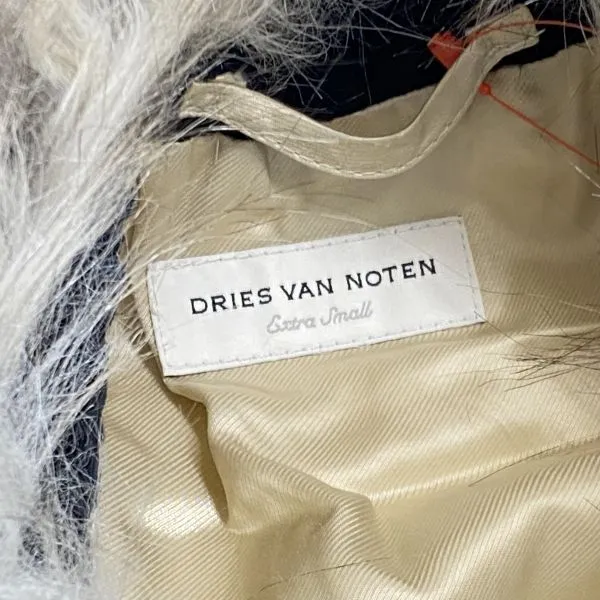 DRIES VAN NOTEN
Extra Small